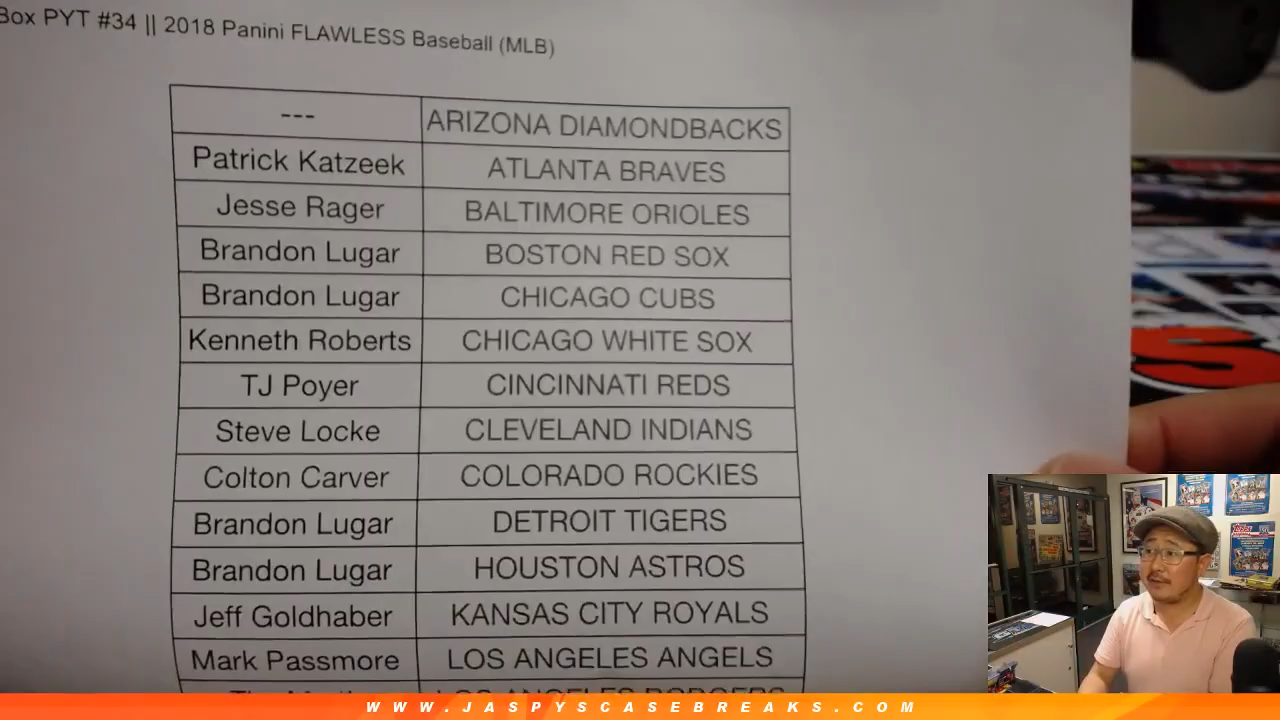 Box PYT #34 || 2018 Panini FLAWLESS Baseball (MLB)
--- ARIZONA DIAMONDBACKS
Patrick Katzeek ATLANTA BRAVES
Jesse Rager BALTIMORE ORIOLES
Brandon Lugar BOSTON RED SOX
Brandon Lugar CHICAGO CUBS
Kenneth Roberts CHICAGO WHITE SOX
TJ Poyer CINCINNATI REDS
Steve Locke CLEVELAND INDIANS
Colton Carver COLORADO ROCKIES
Brandon Lugar DETROIT TIGERS
Brandon Lugar HOUSTON ASTROS
Jeff Goldhaber KANSAS CITY ROYALS
Mark Passmore LOS ANGELES ANGELS
LOS ANGELES DODGERS
WWW.JASPYSCASEBREAKS.COM